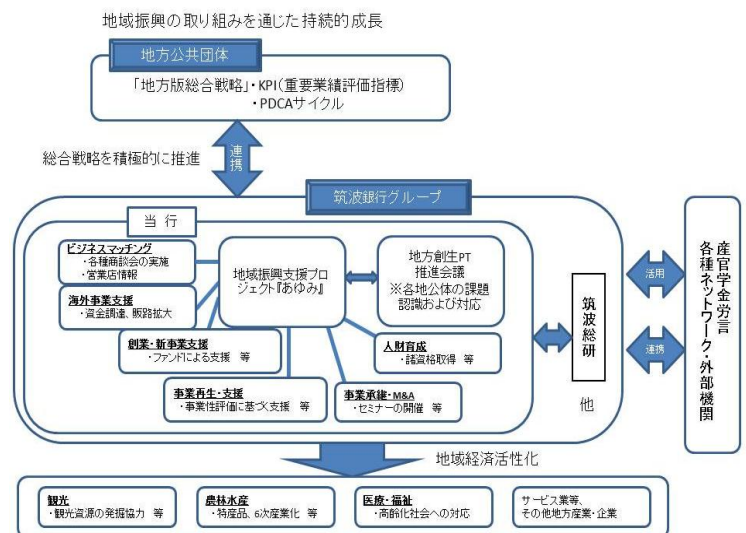 地域振興の取り組みを通じた持続的成長
地方公共団体
「地方版総合戦略」・KPI（重要業績評価指標）
・PDCAサイクル
総合戦略を積極的に推進
連携
筑波銀行グループ
当行
ビジネスマッチング
・各種商談会の実施
・営業店情報
海外事業支援
・資金調達、販路拡大
創業・新事業支援
・ファンドによる支援　等
事業再生・支援
・事業性評価に基づく支援　等
地域振興支援プロ
ジェクト『あゆみ』
地方創生PT
推進会議
※各地公体の課題
認識および対応
人財育成
・諸資格取得　等
事業承継・M&A
・セミナーの開催　等
筑波総研
他
活用
連携
産官学金労言
各種ネットワーク・外部機関
地域経済活性化
観光
・観光資源の発掘協力　等
農林水産
・特産品、6次産業化　等
医療・福祉
・高齢化社会への対応
サービス業等、
その他地方産業・企業